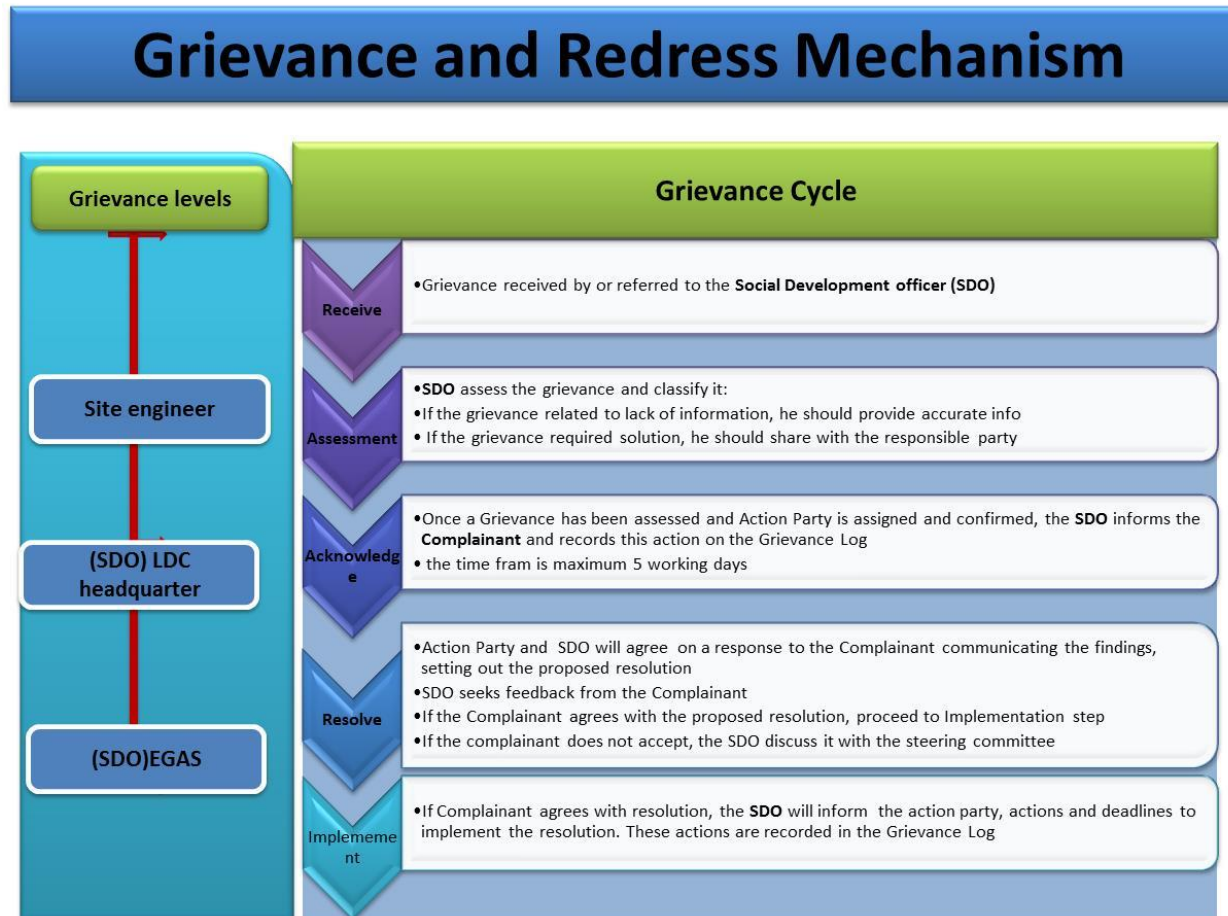 Grievance and Redress Mechanism
Grievance levels
Site engineer
(SDO) LDC
headquarter
(SDO)EGAS
Grievance Cycle
Receive
•Grievance received by or referred to the Social Development officer (SDO)
Assessment
•SDO assess the grievance and classify it:
•If the grievance related to lack of information, he should provide accurate info
• If the grievance required solution, he should share with the responsible party
Acknowledg
e
•Once a Grievance has been assessed and Action Party is assigned and confirmed, the SDO informs the
Complainant and records this action on the Grievance Log
• the time fram is maximum 5 working days
Resolve
•Action Party and SDO will agree on a response to the Complainant communicating the findings,
setting out the proposed resolution
•SDO seeks feedback from the Complainant
•If the Complainant agrees with the proposed resolution, proceed to Implementation step
•If the complainant does not accept, the SDO discuss it with the steering committee
Implememe
nt
•If Complainant agrees with resolution, the SDO will inform the action party, actions and deadlines to
implement the resolution. These actions are recorded in the Grievance Log